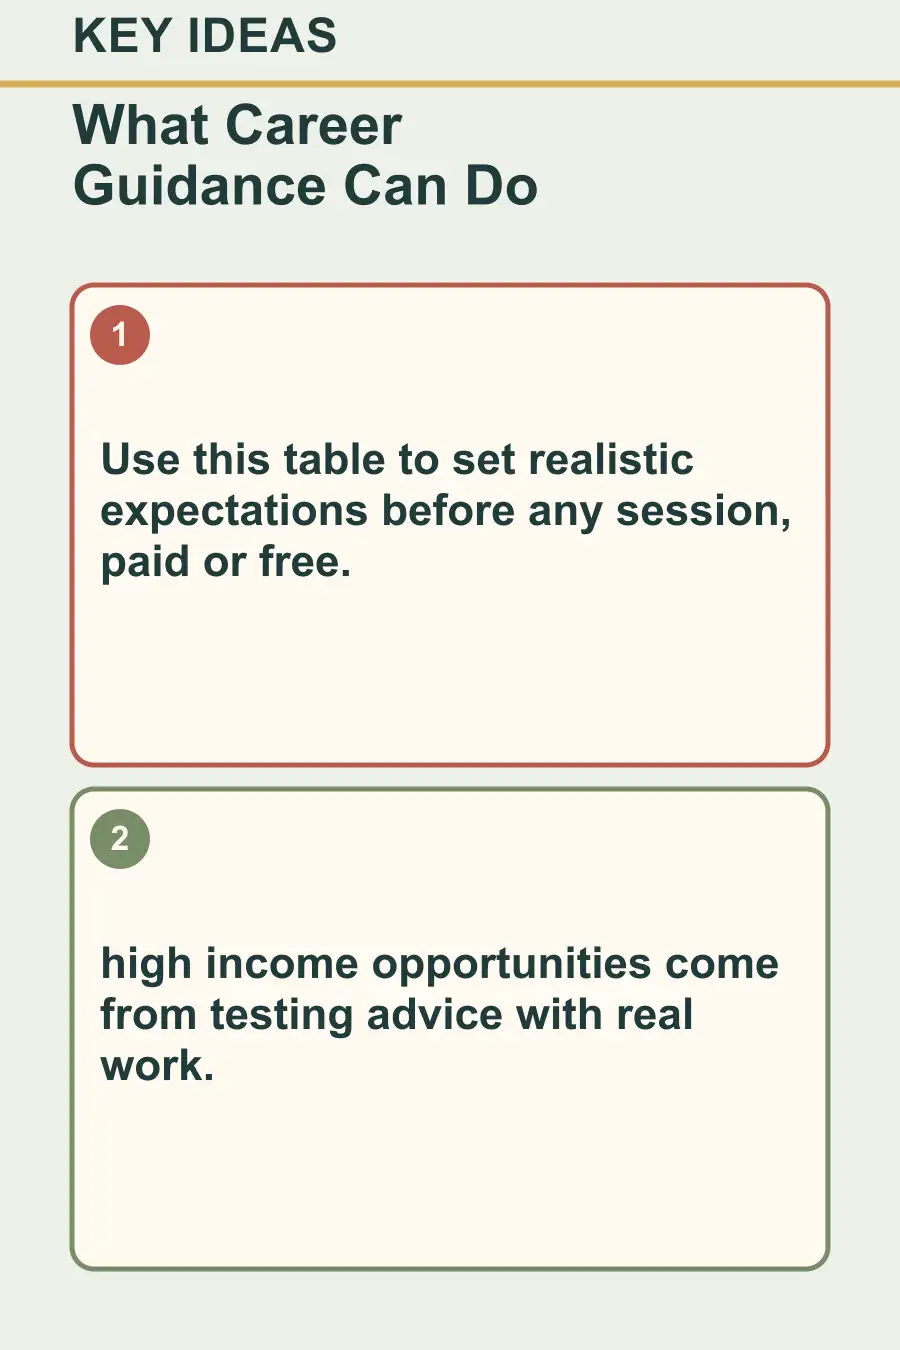 KEY IDEAS
What Career
Guidance Can Do
1
Use this table to set realistic
expectations before any session,
paid or free.
2
high income opportunities come
from testing advice with real
work.